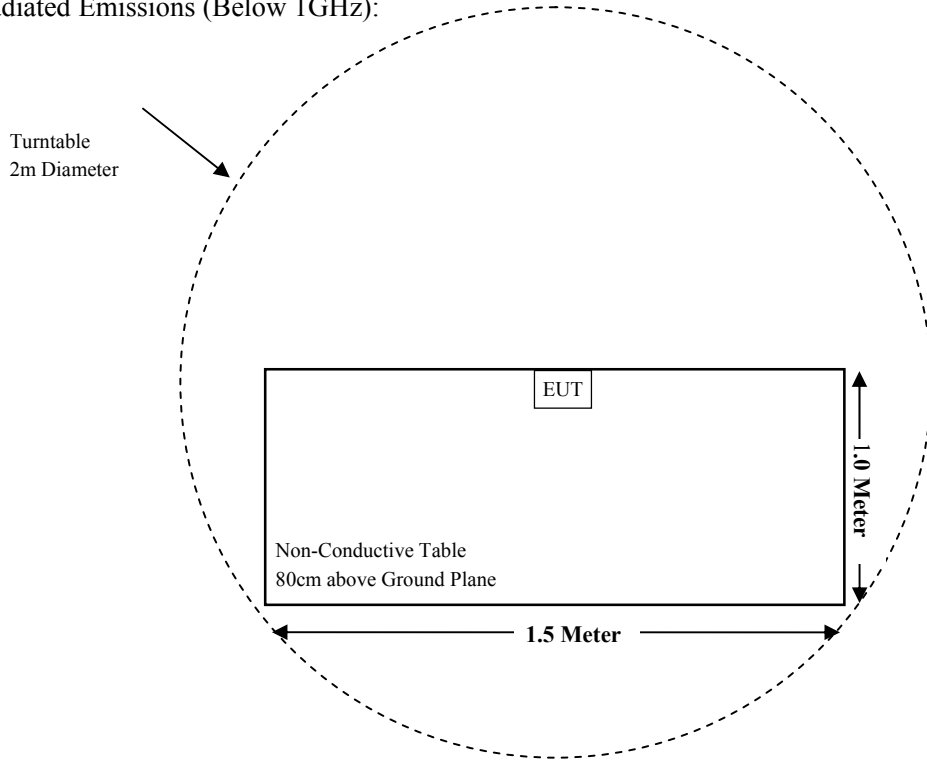 diated Emissions (Below 1GHz):
Turntable
2m Diameter
EUT
1.0 Meter
Non-Conductive Table
80cm above Ground Plane
1.5 Meter